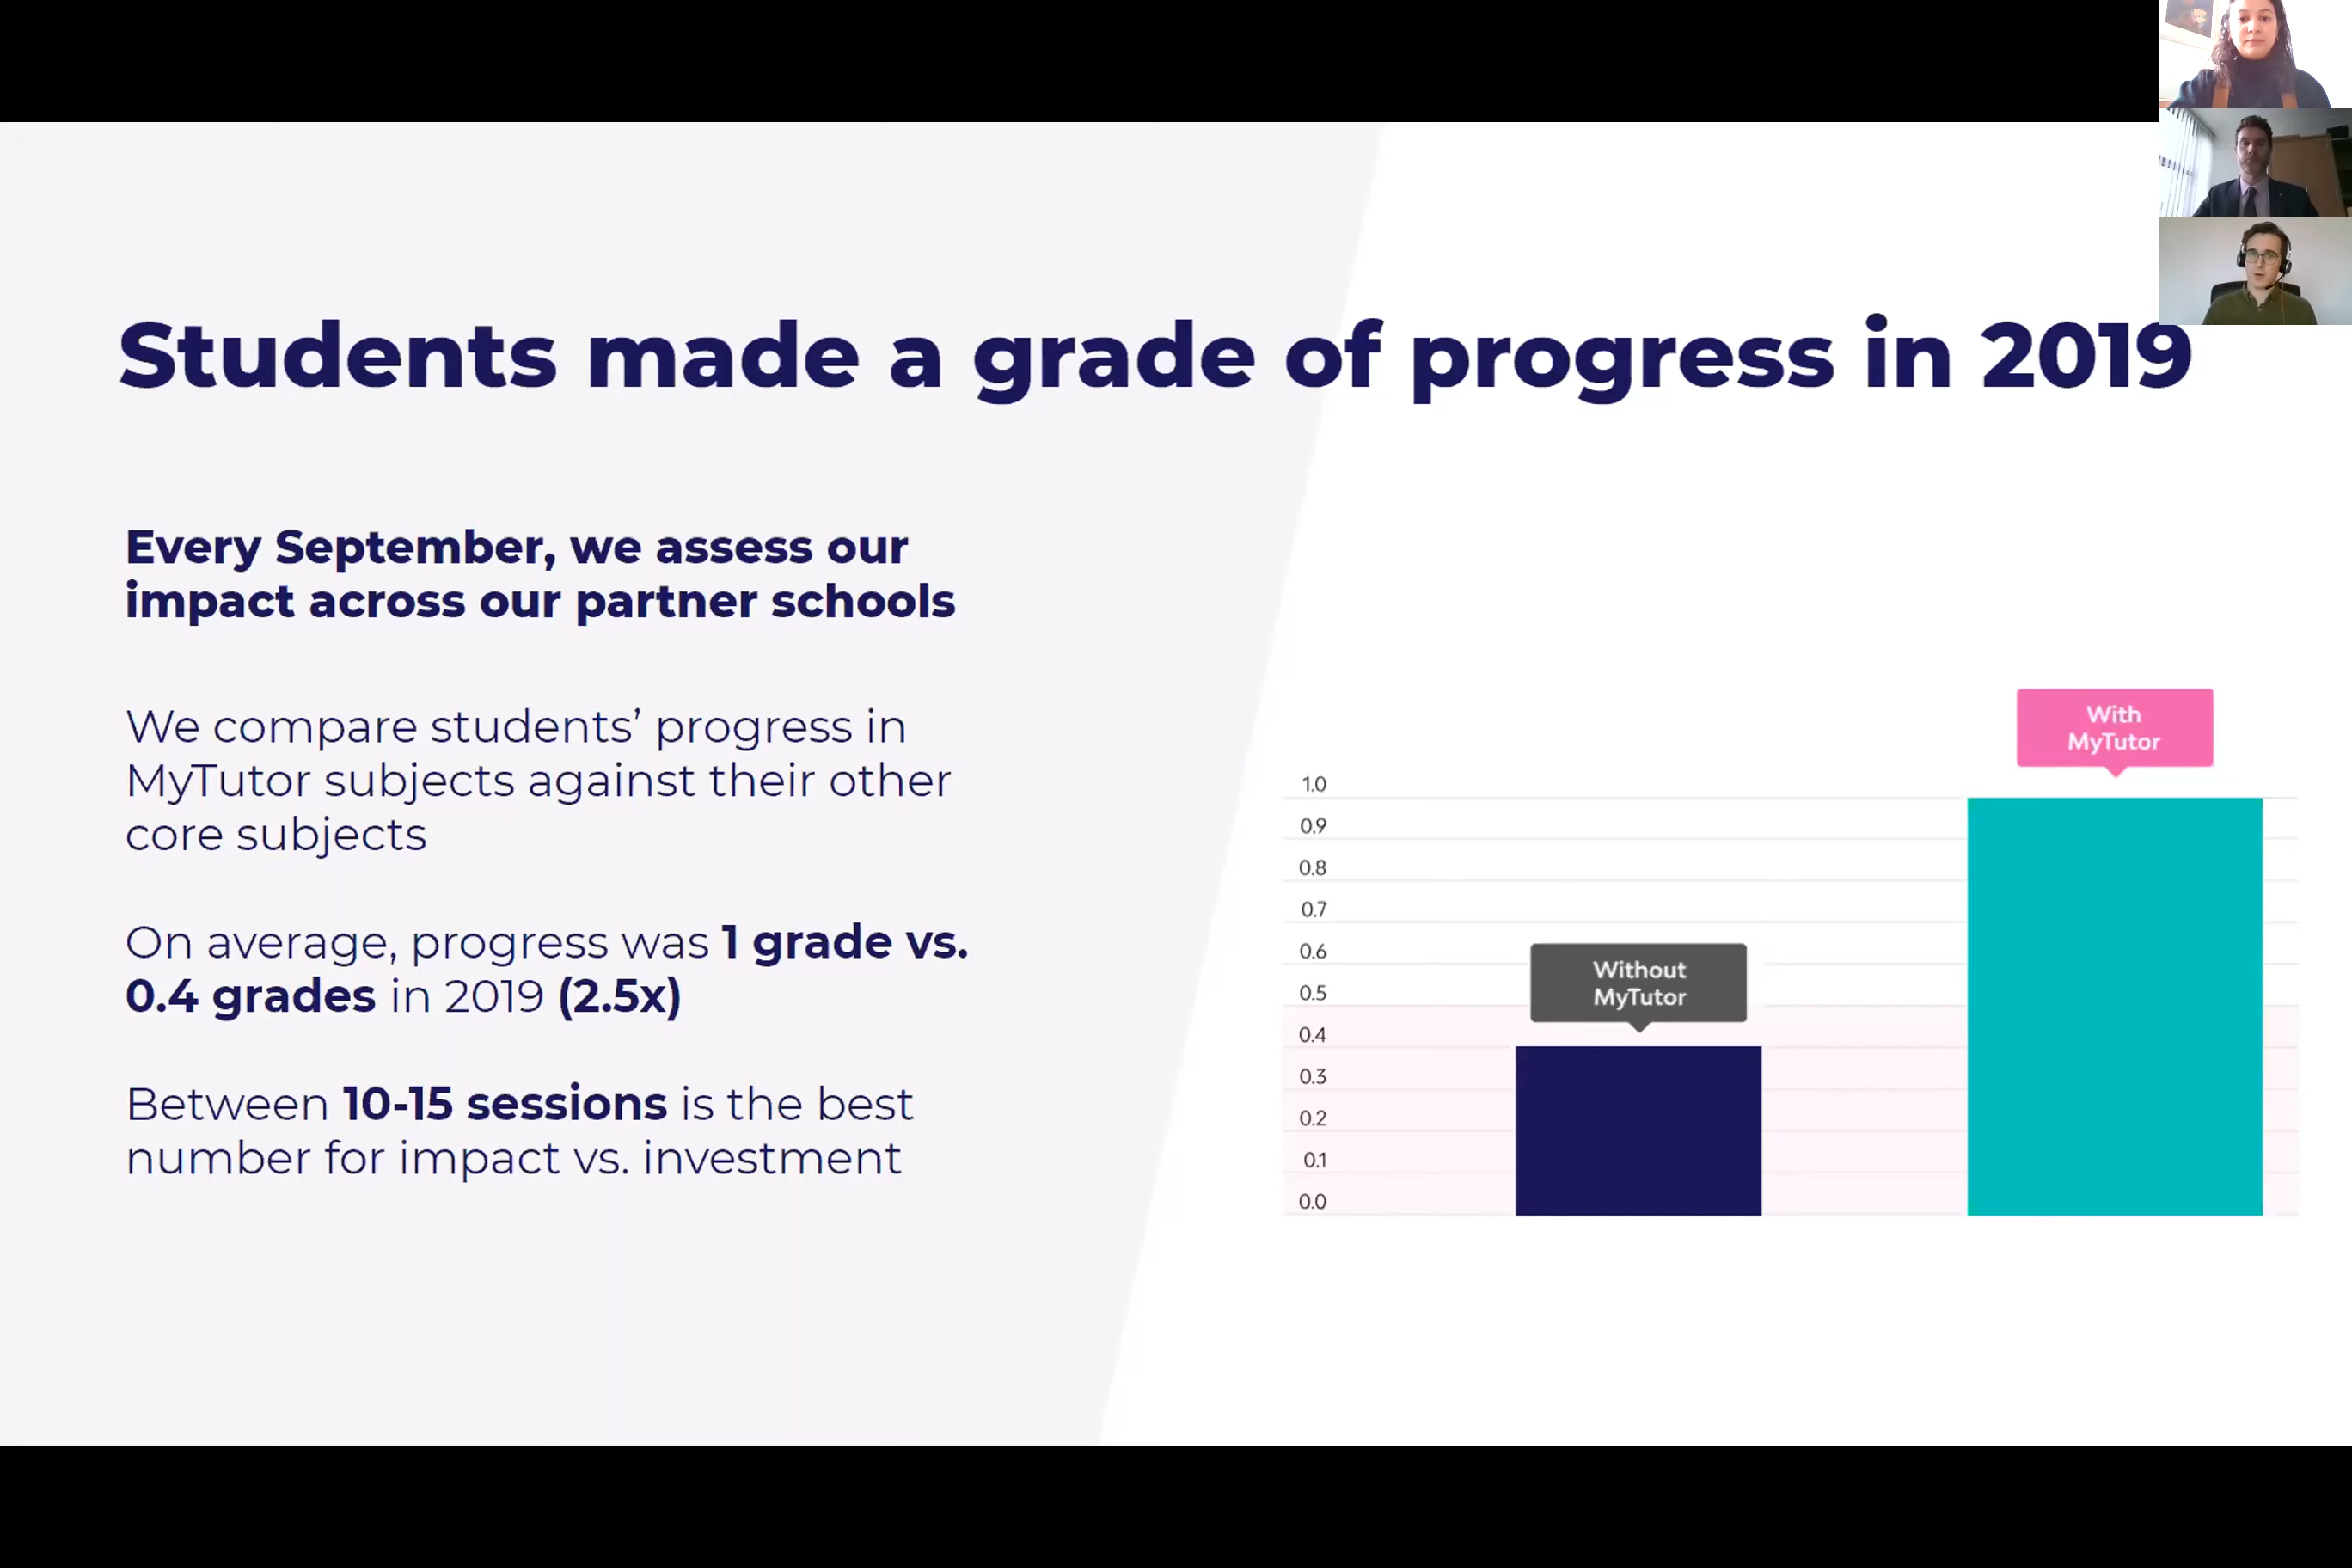 Students made a grade of progress in 2019
Every September, we assess our
impact across our partner schools
We compare students’ progress in
MyTutor subjects against their other
core subjects
On average, progress was 1 grade vs.
0.4 grades in 2019 (2.5x)
Between 10-15 sessions is the best
number for impact vs. investment
With
MyTutor
1.0
0.9
0.8
0.7
0.6
0.5
0.4
0.3
0.2
0.1
0.0
Without
MyTutor